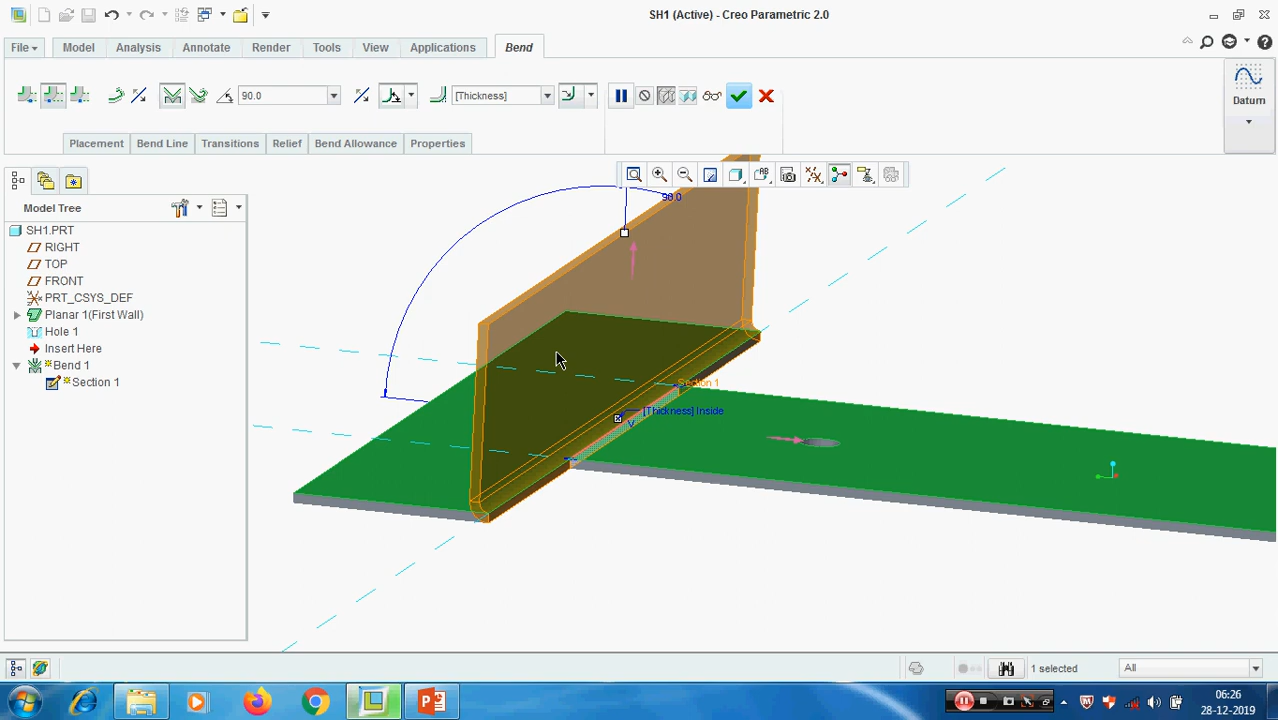 SH1 (Active) - Creo Parametric 2.0
File Model Analysis Annotate Render Tools View Applications Bend
90.0 [Thickness]
Datum
Placement Bend Line Transitions Relief Bend Allowance Properties
Model Tree
SH1.PRT
RIGHT
TOP
FRONT
PRT_CSYS_DEF
Planar 1(First Wall)
Hole 1
Insert Here
Bend 1
Section 1
90.0
Section 1
[Thickness] Inside
1 selected All
06:26
28-12-2019